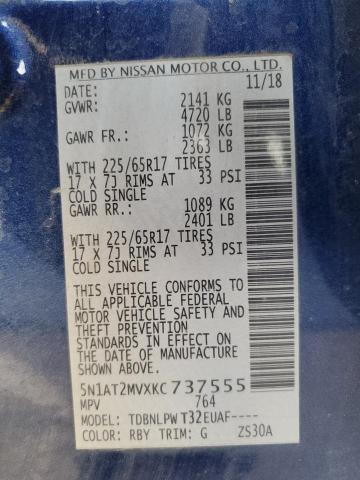 MFD BY NISSAN MOTOR CO., LTD.
DATE: 11/18
GVWR: 2141 KG
4720 LB
GAWR FR.: 1072 KG
2363 LB
WITH 225/65R17 TIRES
17 X 7J RIMS AT 33 PSI
COLD SINGLE
GAWR RR.: 1089 KG
2401 LB
WITH 225/65R17 TIRES
17 X 7J RIMS AT 33 PSI
COLD SINGLE
THIS VEHICLE CONFORMS TO
ALL APPLICABLE FEDERAL
MOTOR VEHICLE SAFETY AND
THEFT PREVENTION
STANDARDS IN EFFECT ON
THE DATE OF MANUFACTURE
SHOWN ABOVE.
5N1AT2MVXKC737555
MPV 764
MODEL: TDBNLPW T32EUAF----
COLOR: RBY TRIM: G ZS30A